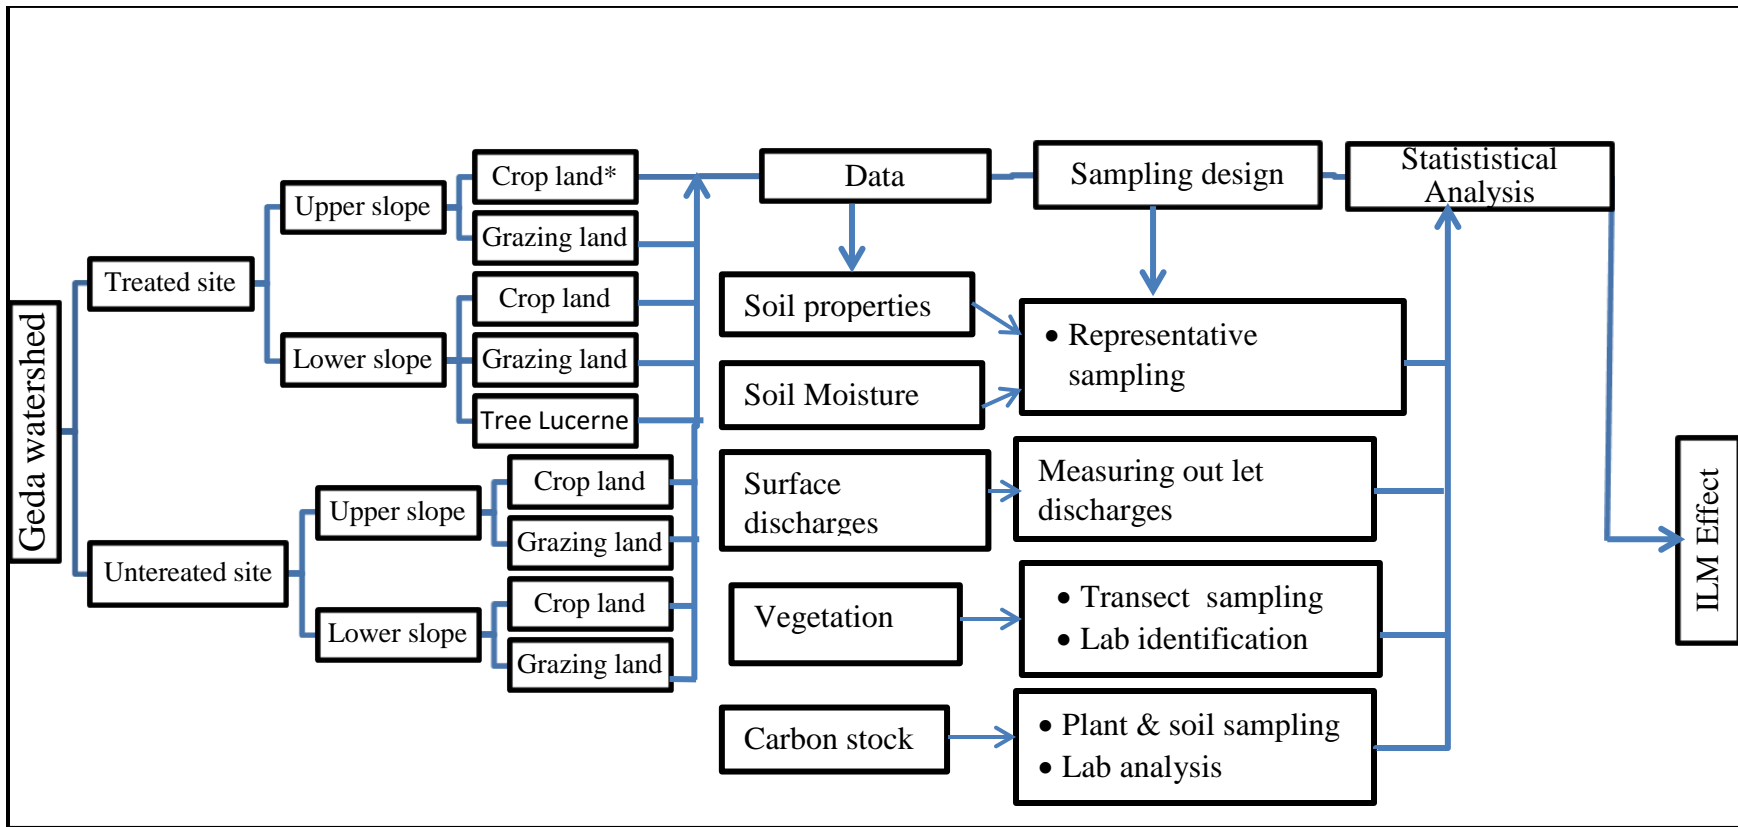 Geda watershed
Treated site
Untereated site
Upper slope
Lower slope
Upper slope
Lower slope
Crop land*
Grazing land
Crop land
Grazing land
Tree Lucerne
Crop land
Grazing land
Crop land
Grazing land
Data
Soil properties
Soil Moisture
Surface
discharges
Vegetation
Carbon stock
Sampling design
• Representative
sampling
Measuring out let
discharges
• Transect sampling
• Lab identification
• Plant & soil sampling
• Lab analysis
Statististical
Analysis
ILM Effect